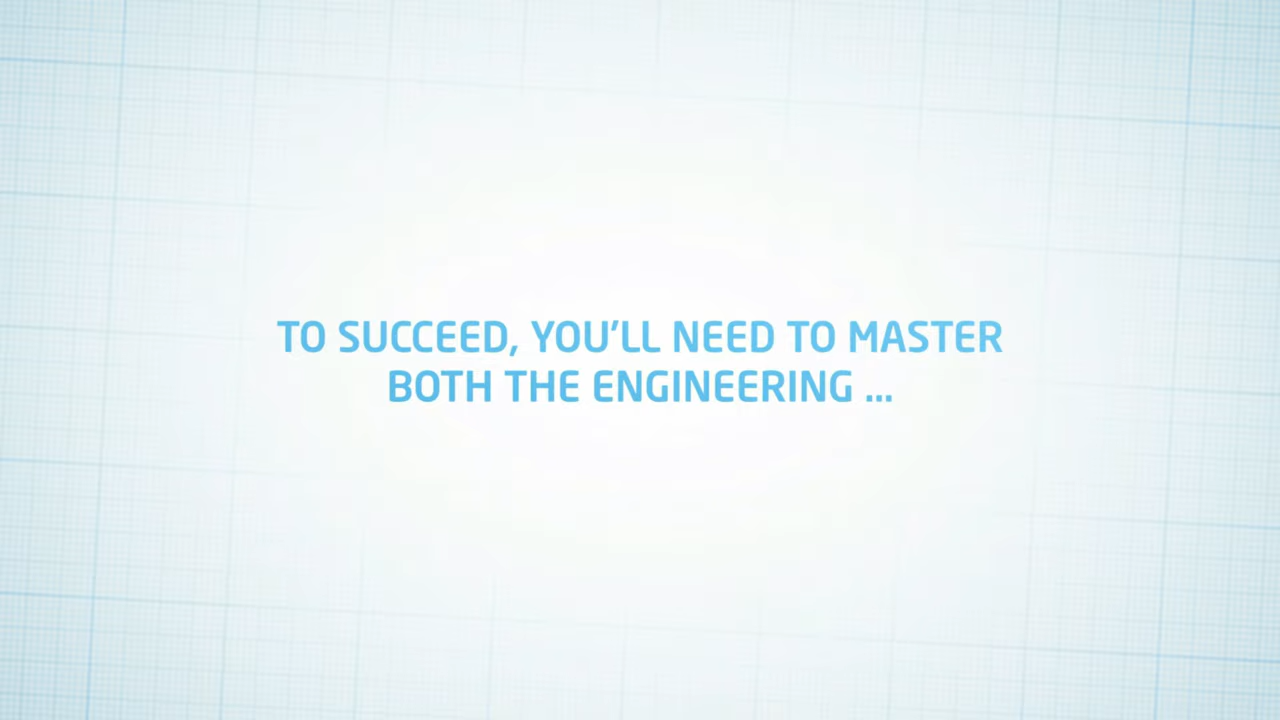 TO SUCCEED, YOU’LL NEED TO MASTER
BOTH THE ENGINEERING ...